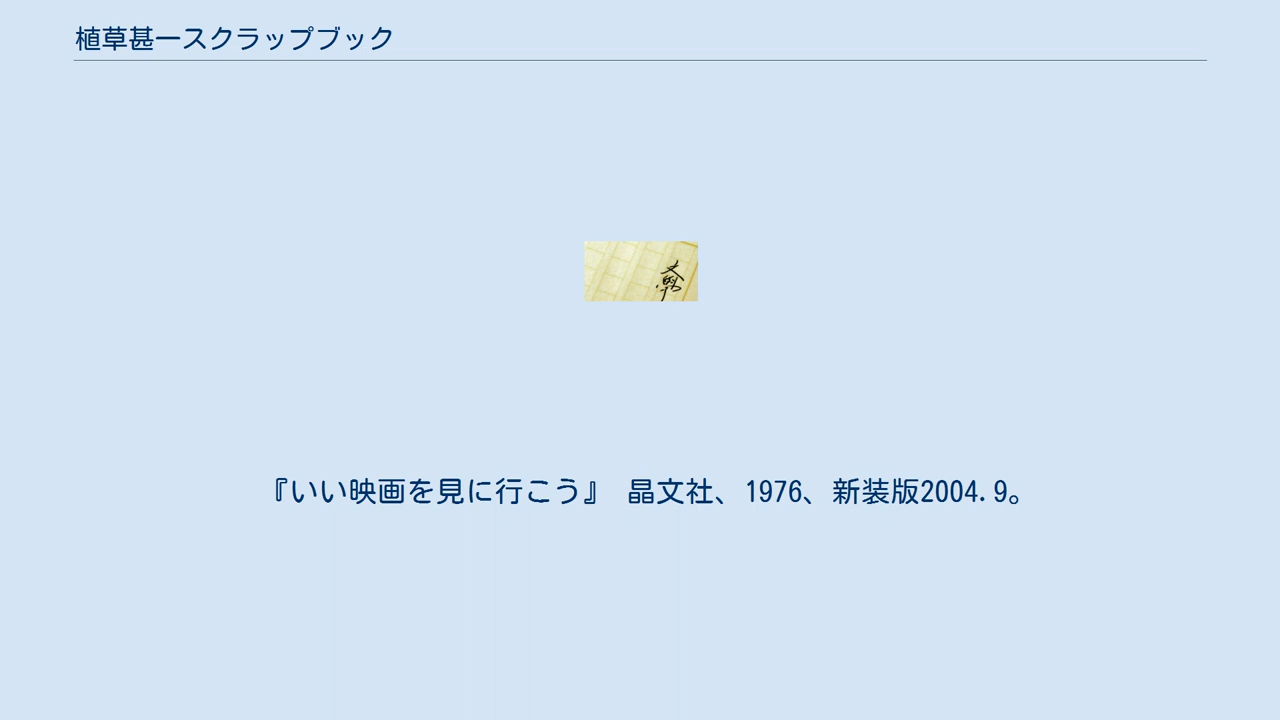 植草甚一スクラップブック
『いい映画を見に行こう』 晶文社、1976、新装版2004.9。